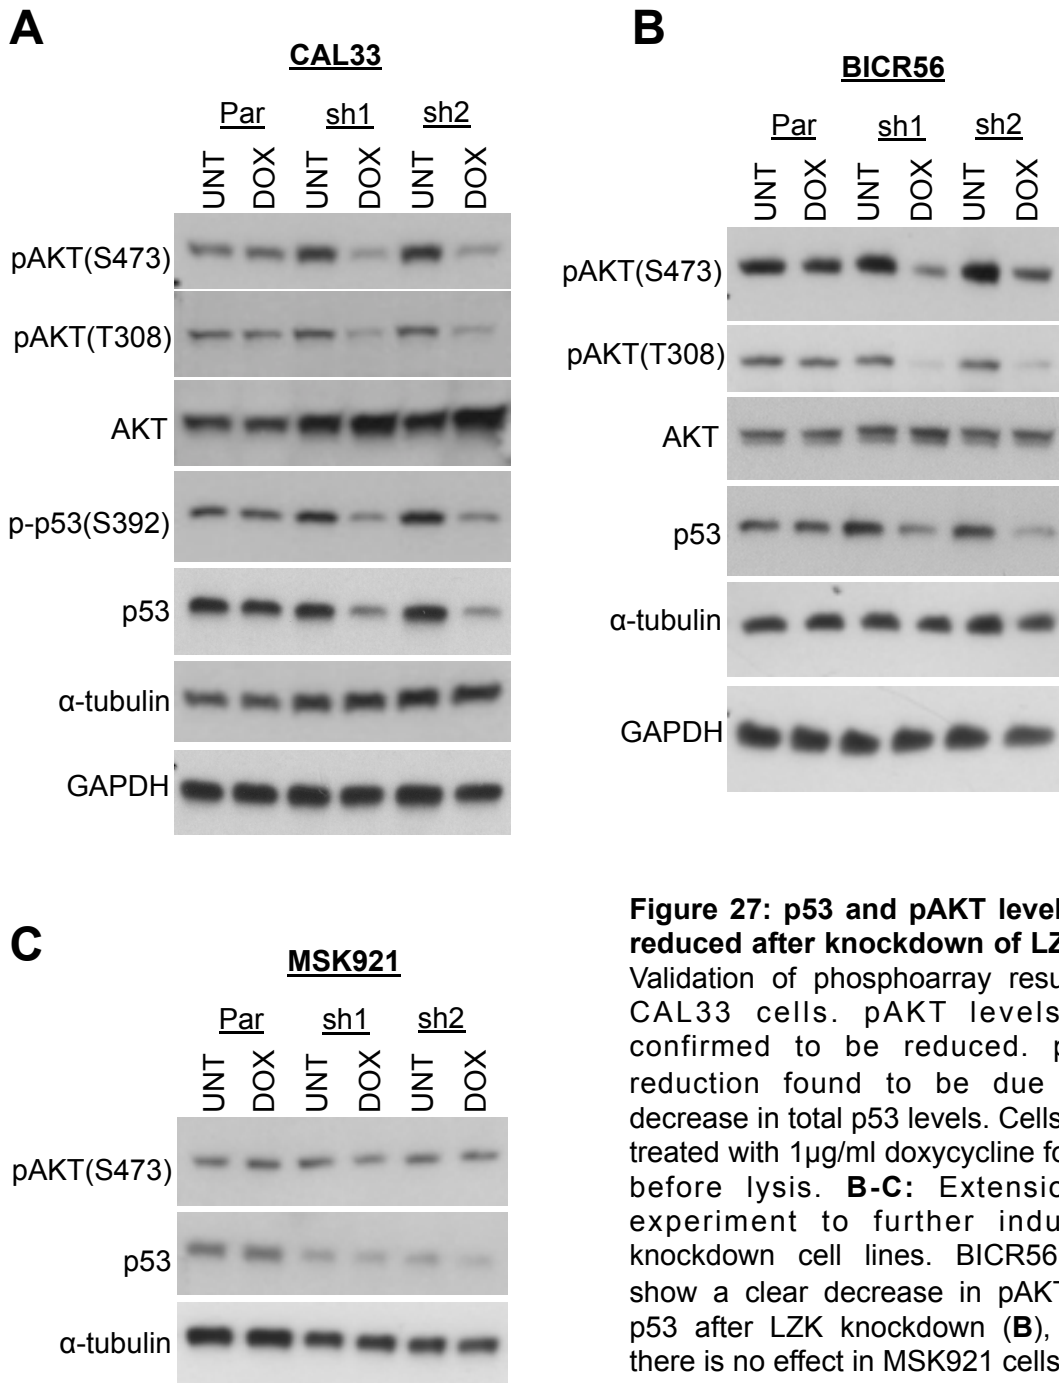 A
CAL33
Par sh1 sh2
UNT DOX UNT DOX UNT DOX
pAKT(S473)
pAKT(T308)
AKT
p-p53(S392)
p53
α-tubulin
GAPDH
B
BICR56
Par sh1 sh2
UNT DOX UNT DOX UNT DOX
pAKT(S473)
pAKT(T308)
AKT
p53
α-tubulin
GAPDH
C
MSK921
Par sh1 sh2
UNT DOX UNT DOX UNT DOX
pAKT(S473)
p53
α-tubulin
Figure 27: p53 and pAKT level
reduced after knockdown of
Validation of phosphoarray
CAL33 cells. pAKT levels
confirmed to be reduced.
reduction found to be due
decrease in total p53 levels. Cells
treated with 1µg/ml doxycycline
before lysis. B-C:
experiment to further
knockdown cell lines. BICR56
show a clear decrease in pAKT
p53 after LZK knockdown (B),
there is no effect in MSK921 cells